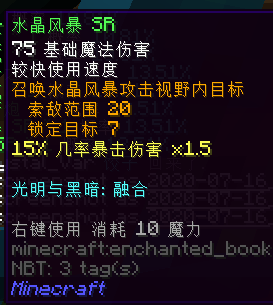 水晶风暴 SR
75 基础魔法伤害
较快使用速度
召唤水晶风暴攻击视野内目标
索敌范围 20
锁定目标 7
15% 几率暴击伤害 x1.5
光明与黑暗: 融合
右键使用 消耗 10 魔力
minecraft:enchanted_book
NBT: 3 tag(s)
Minecraft